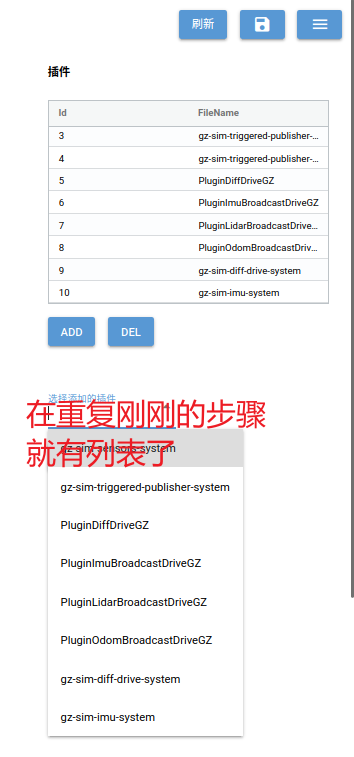 刷新
插件
Id FileName
3 gz-sim-triggered-publisher-...
4 gz-sim-triggered-publisher-...
5 PluginDiffDriveGZ
6 PluginImuBroadcastDriveGZ
7 PluginLidarBroadcastDrive...
8 PluginOdomBroadcastDriv...
9 gz-sim-diff-drive-system
10 gz-sim-imu-system
ADD DEL
选择添加的插件
在重复刚刚的步骤
就有列表了
gz-sim-sensors-system
gz-sim-triggered-publisher-system
PluginDiffDriveGZ
PluginImuBroadcastDriveGZ
PluginLidarBroadcastDriveGZ
PluginOdomBroadcastDriveGZ
gz-sim-diff-drive-system
gz-sim-imu-system